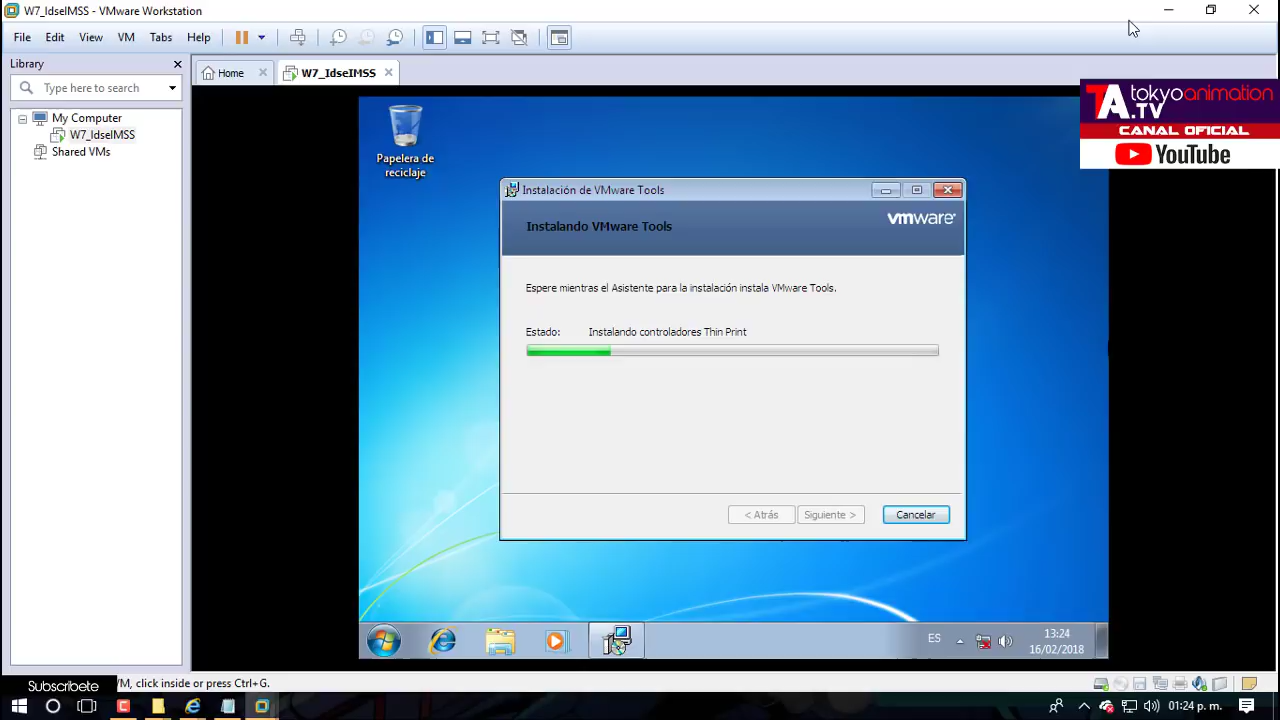 W7_IdseIMSS - VMware Workstation
File Edit View VM Tabs Help
Library
Type here to search
My Computer
W7_IdseIMSS
Shared VMs
Home
W7_IdseIMSS
Papelera de
reciclaje
TA.TV tokyoanimation
CANAL OFICIAL
YouTube
Instalación de VMware Tools
Instalando VMware Tools
vmware
Espere mientras el Asistente para la instalación instala VMware Tools.
Estado: Instalando controladores Thin Print
< Atrás Siguiente > Cancelar
ES
13:24
16/02/2018
Subscribete
VM, click inside or press Ctrl+G.
01:24 p. m.